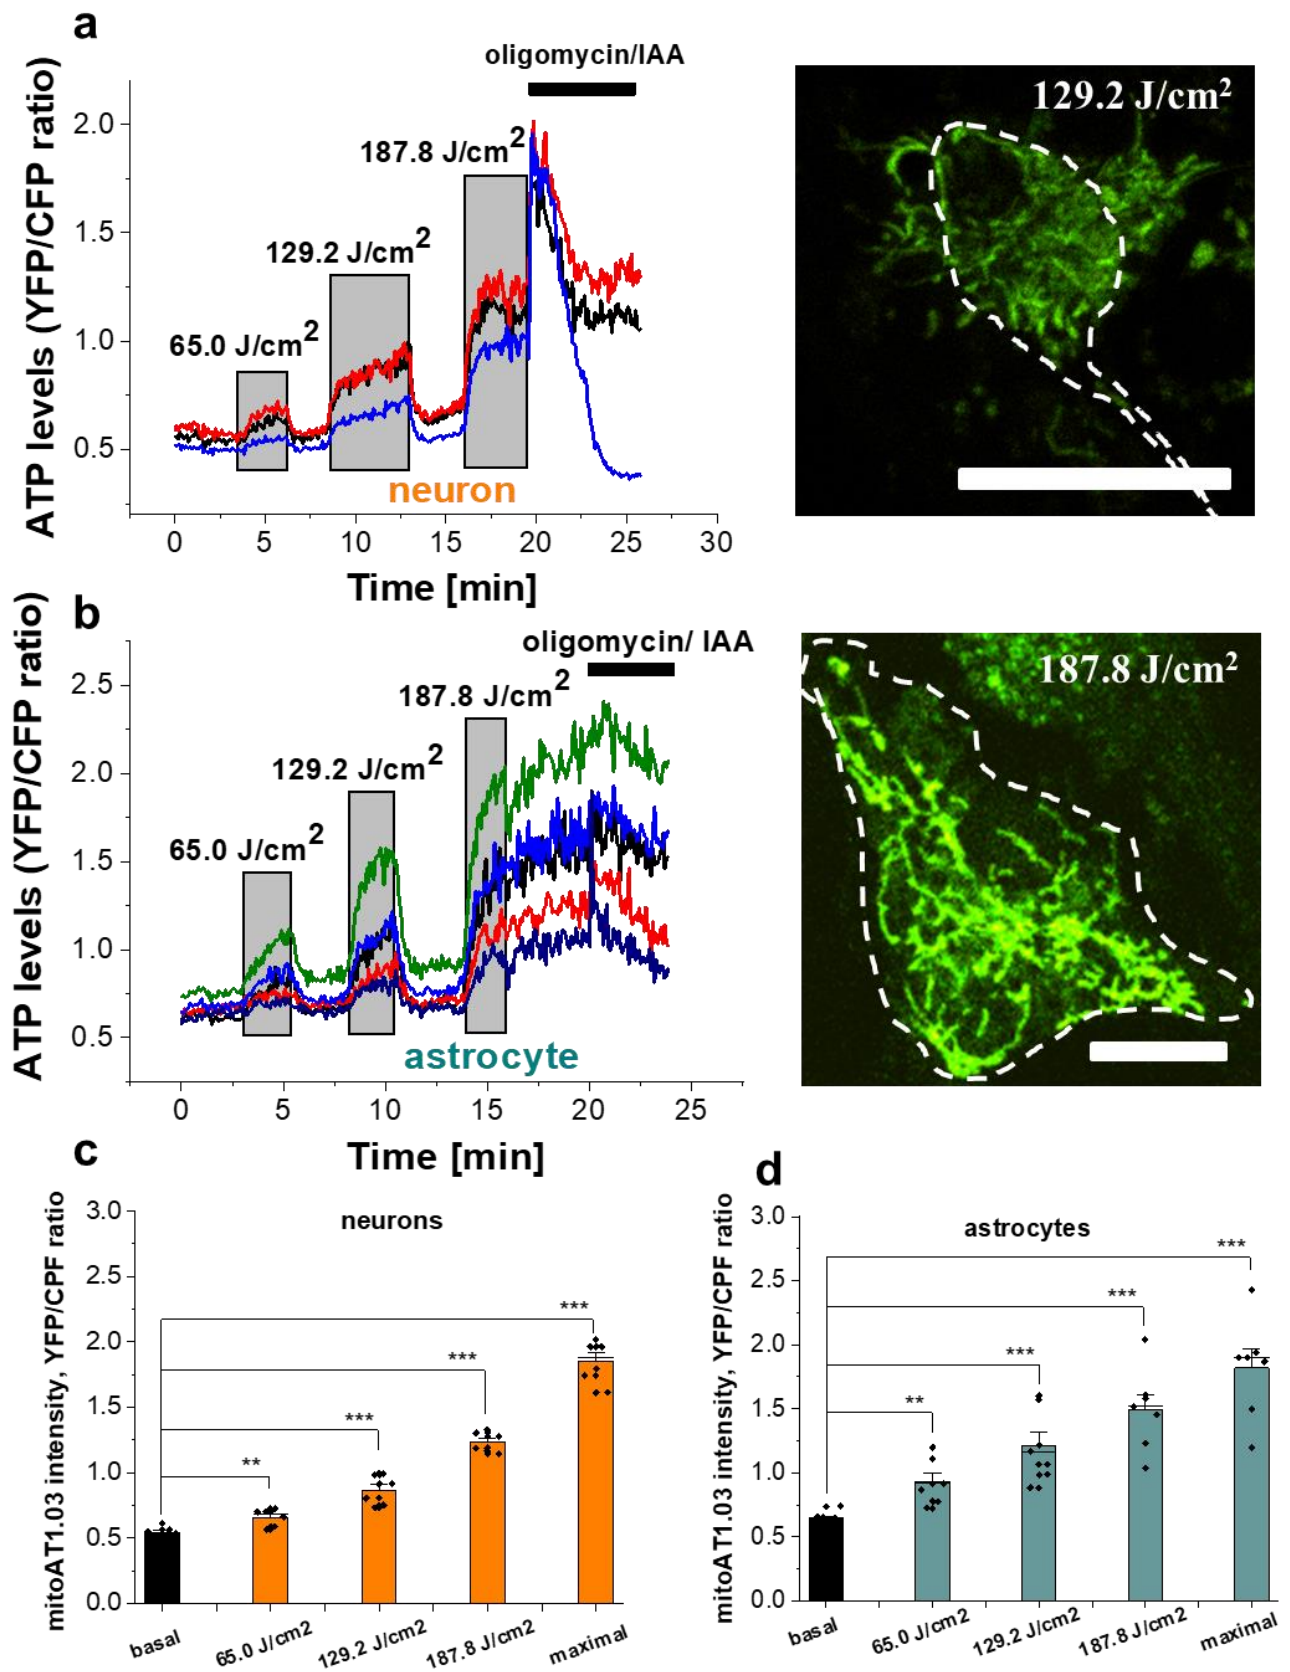 a
oligomycin/IAA
ATP levels (YFP/CFP ratio)
2.0
1.5
1.0
0.5
187.8 J/cm2
129.2 J/cm2
65.0 J/cm2
neuron
0 5 10 15 20 25 30
Time [min]
129.2 J/cm2
b
oligomycin/ IAA
ATP levels (YFP/CFP ratio)
2.5
2.0
1.5
1.0
0.5
187.8 J/cm2
129.2 J/cm2
65.0 J/cm2
astrocyte
0 5 10 15 20 25
Time [min]
187.8 J/cm2
c
neurons
mitoAT1.03 intensity, YFP/CPF ratio
3.0
2.5
2.0
1.5
1.0
0.5
0.0
**
***
***
***
basal
65.0 J/cm2
129.2 J/cm2
187.8 J/cm2
maximal
d
astrocytes
mitoAT1.03 intensity, YFP/CPF ratio
3.0
2.5
2.0
1.5
1.0
0.5
0.0
**
***
***
***
basal
65.0 J/cm2
129.2 J/cm2
187.8 J/cm2
maximal